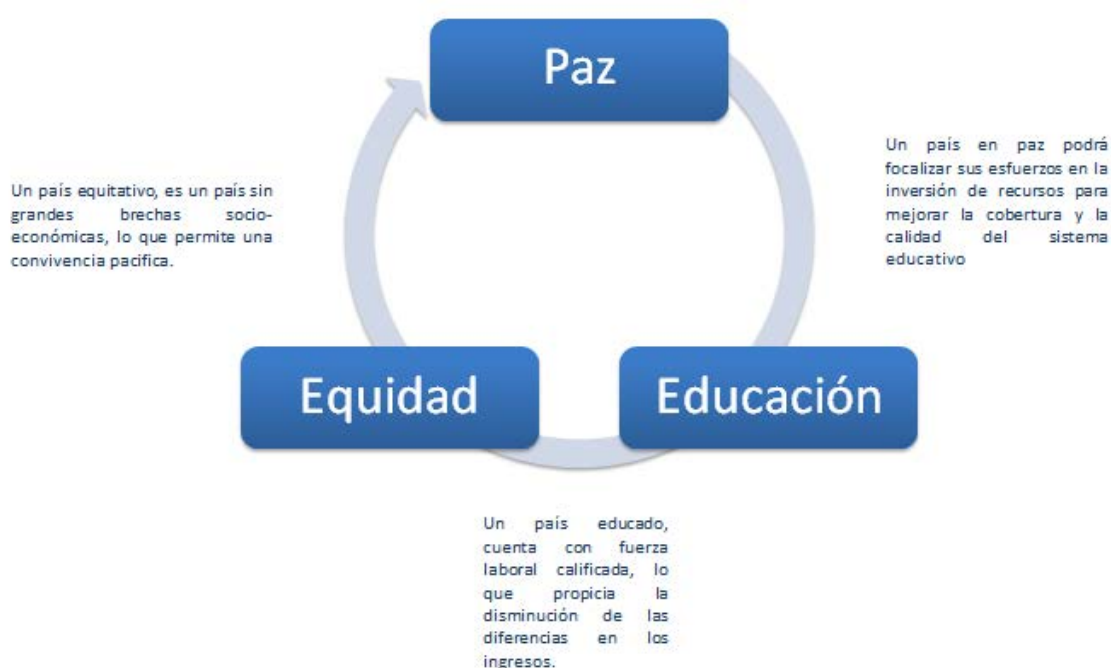 Paz
Un país en paz podrá
focalizar sus esfuerzos en la
inversión de recursos para
mejorar la cobertura y la
calidad del sistema
educativo
Un país equitativo, es un país sin
grandes brechas socio-
económicas, lo que permite una
convivencia pacifica.
Equidad
Educación
Un país educado,
cuenta con fuerza
laboral calificada, lo
que propicia la
disminución de las
diferencias en los
ingresos.